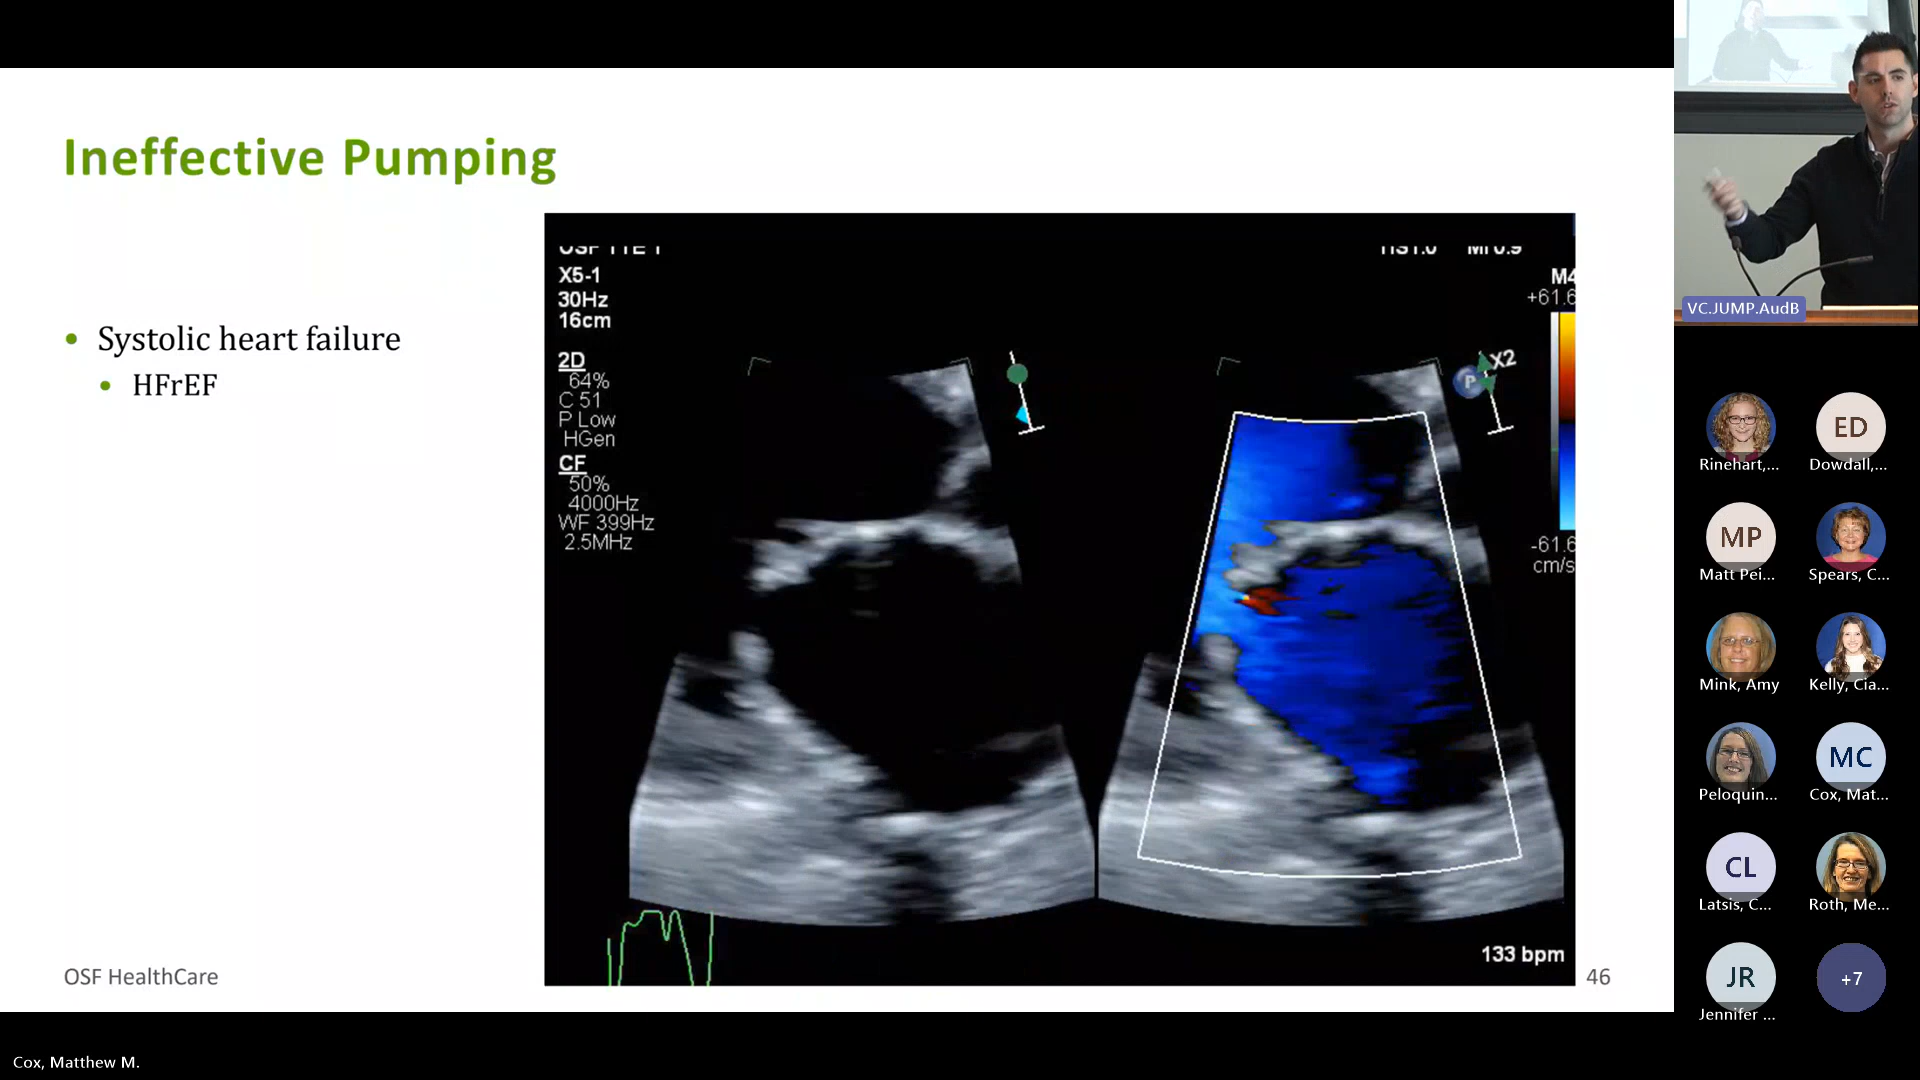 Ineffective Pumping
Systolic heart failure
HFrEF
X5-1
30Hz
16cm
2D
64%
C 51
P Low
HGen
CF
50%
4000Hz
WF 399Hz
2.5MHz
M4
+61.6
X2
P
-61.6
cm/s
133 bpm
OSF HealthCare
46
VC.JUMP.AudB
Rinehart,...
ED
Dowdall,...
MP
Matt Pei...
Spears, C...
Mink, Amy
Kelly, Cia...
Peloquin...
MC
Cox, Mat...
CL
Latsis, C...
Roth, Me...
JR
Jennifer ...
+7
Cox, Matthew M.